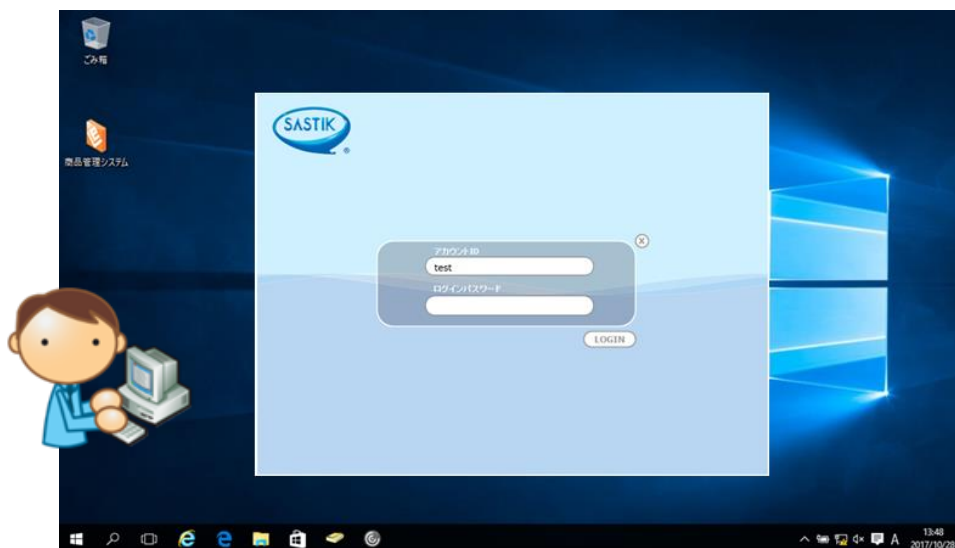 ごみ箱
商品管理システム
SASTIK
®
アカウントID
test
ログインパスワード
LOGIN
A
13:48
2017/10/28